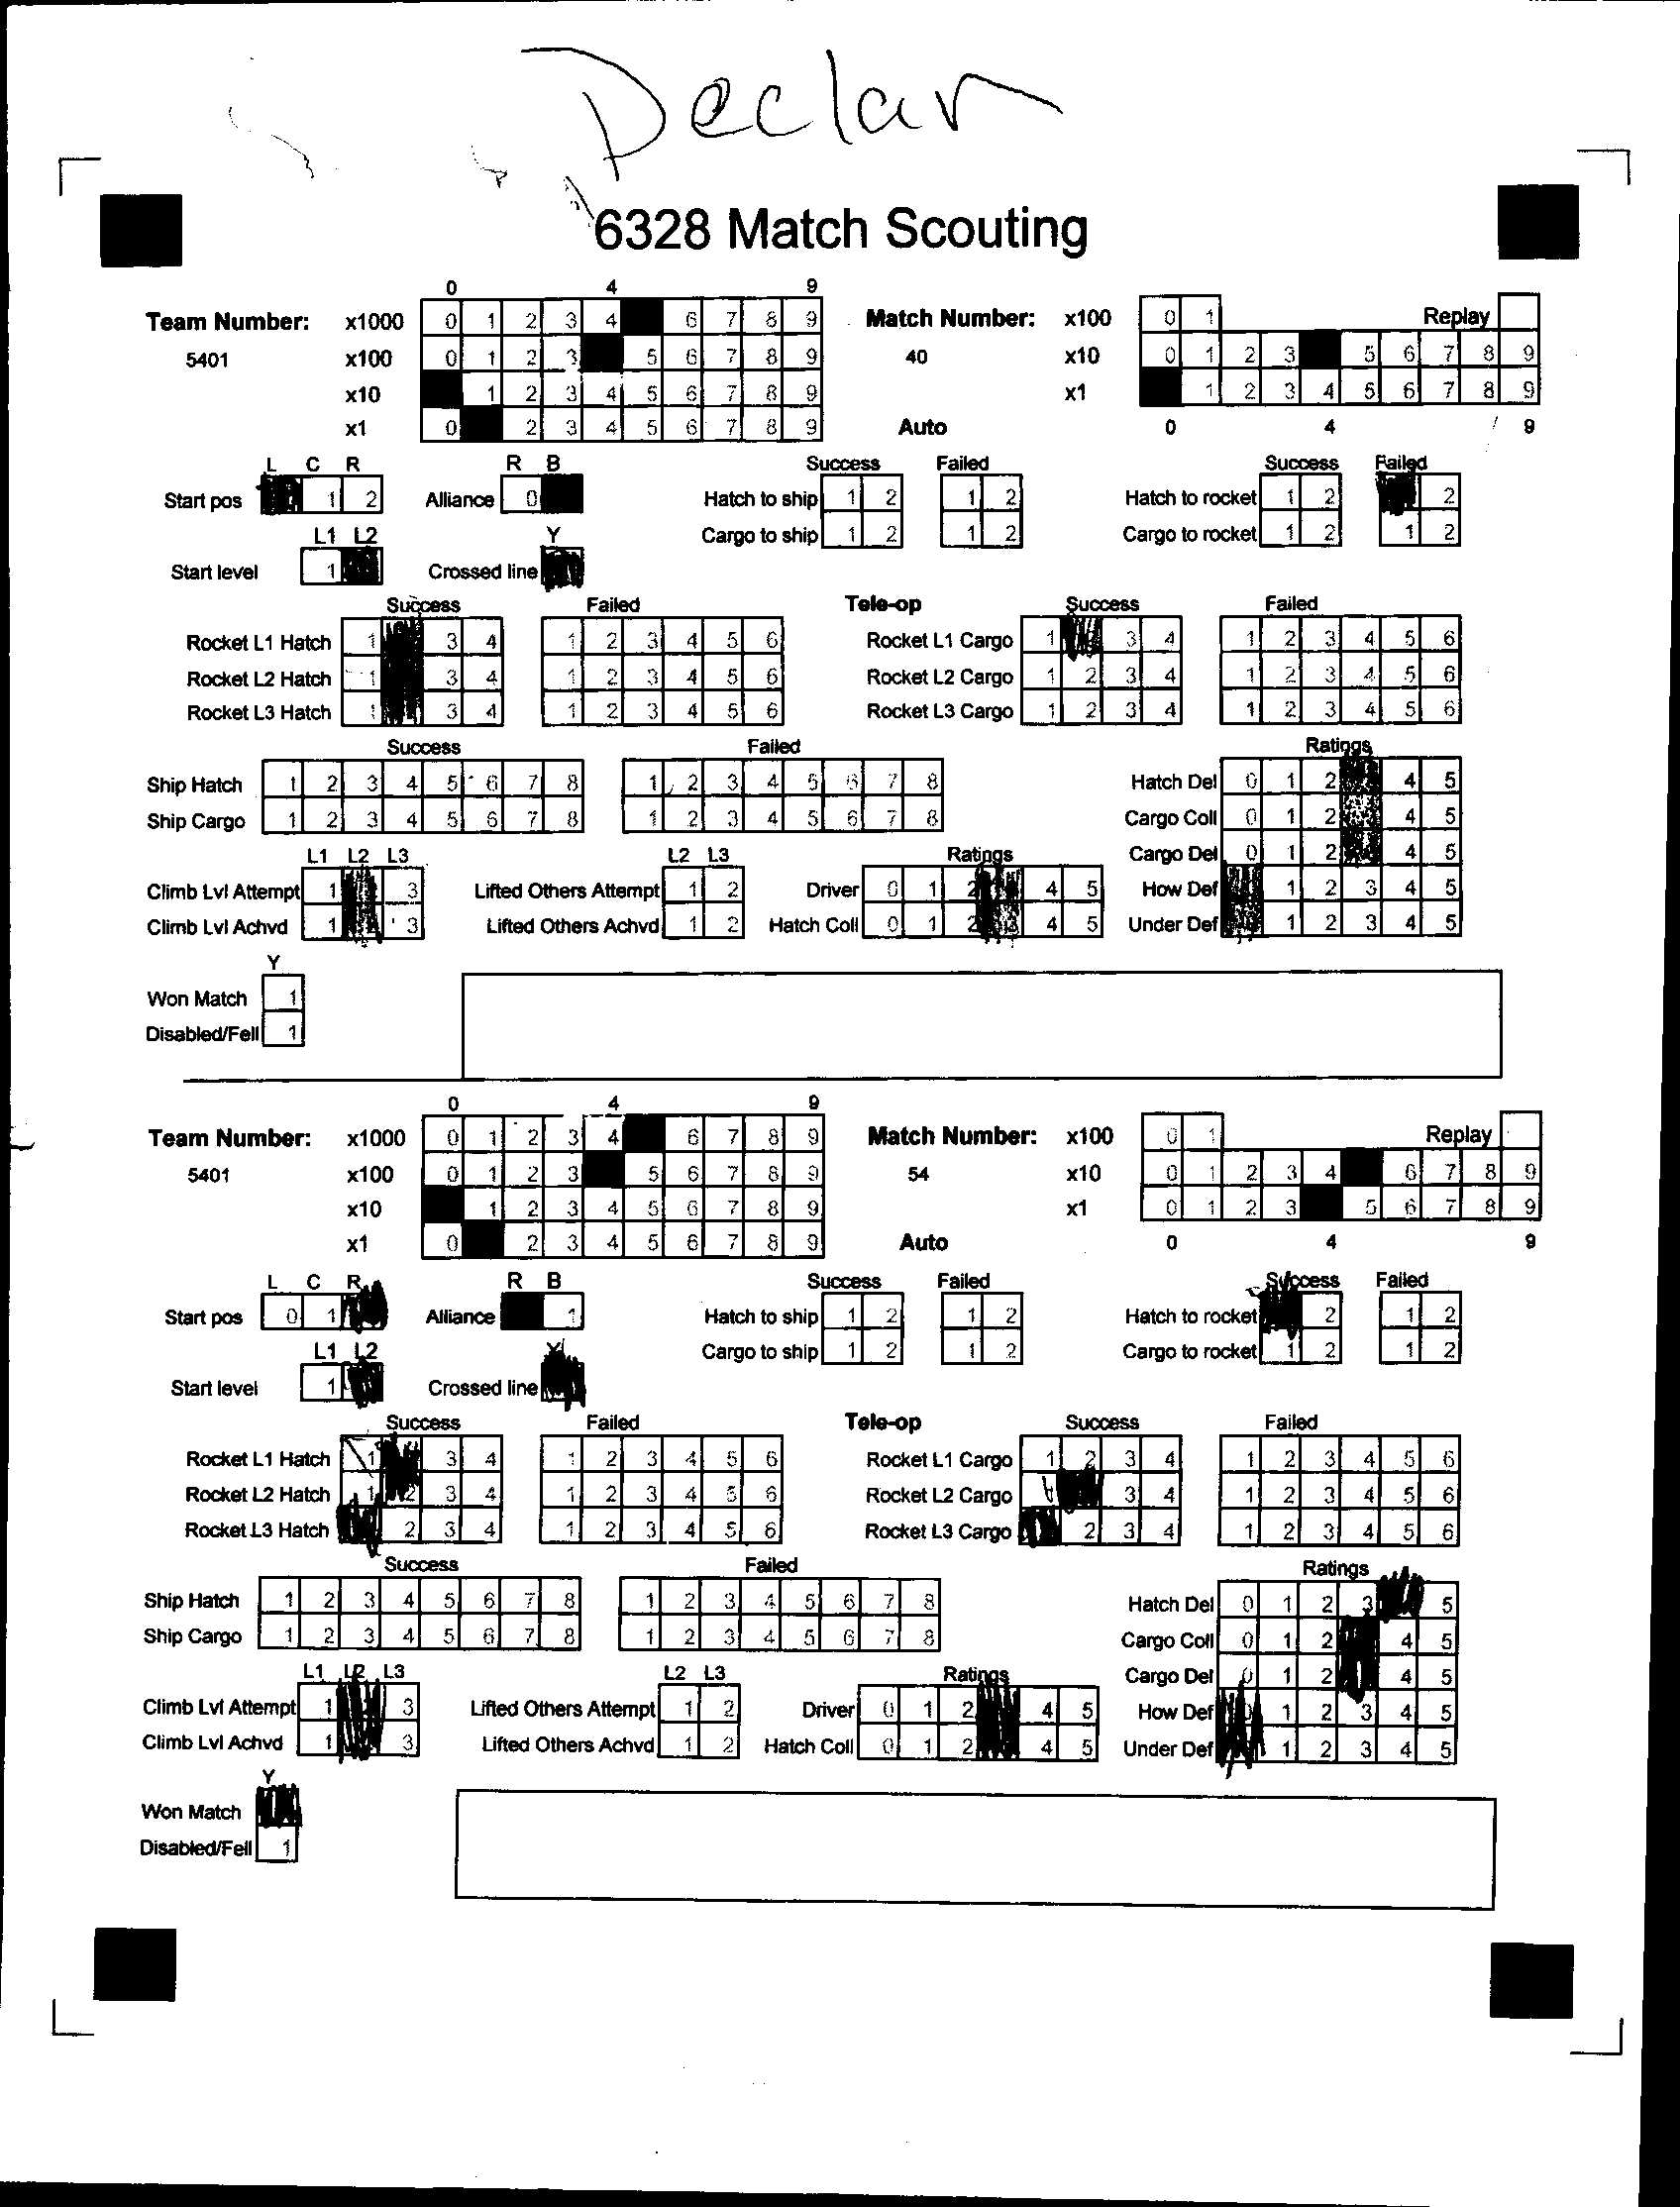 Declan
6328 Match Scouting
0 4 9
Team Number: x1000 0 1 2 3 4 6 7 8 9 Match Number: x100 0 1 Replay
5401 x100 0 1 2 3 5 6 7 8 9 40 x10 0 1 2 3 5 6 7 8 9
x10 1 2 3 4 5 6 7 8 9 x1 1 2 3 4 5 6 7 8 9
x1 0 2 3 4 5 6 7 8 9 Auto 0 4 9
L C R R B Success Failed Success Failed
Start pos 1 2 Alliance 0 Hatch to ship 1 2 1 2 Hatch to rocket 1 2 2
L1 L2 Y Cargo to ship 1 2 1 2 Cargo to rocket 1 2 1 2
Start level 1 Crossed line
Success Failed Tele-op Success Failed
Rocket L1 Hatch 1 3 4 1 2 3 4 5 6 Rocket L1 Cargo 1 3 4 1 2 3 4 5 6
Rocket L2 Hatch 1 3 4 1 2 3 4 5 6 Rocket L2 Cargo 1 2 3 4 1 2 3 4 5 6
Rocket L3 Hatch 1 3 4 1 2 3 4 5 6 Rocket L3 Cargo 1 2 3 4 1 2 3 4 5 6
Success Failed Ratings
Ship Hatch 1 2 3 4 5 6 7 8 1 2 3 4 5 6 7 8 Hatch Del 0 1 2 4 5
Ship Cargo 1 2 3 4 5 6 7 8 1 2 3 4 5 6 7 8 Cargo Coll 0 1 2 4 5
L1 L2 L3 L2 L3 Ratings Cargo Del 0 1 2 4 5
Climb Lvl Attempt 1 3 Lifted Others Attempt 1 2 Driver 0 1 2 4 5 How Def 1 2 3 4 5
Climb Lvl Achvd 1 3 Lifted Others Achvd 1 2 Hatch Coll 0 1 2 4 5 Under Def 1 2 3 4 5
Y
Won Match 1
Disabled/Fell 1
0 4 9
Team Number: x1000 0 1 2 3 4 6 7 8 9 Match Number: x100 0 1 Replay
5401 x100 0 1 2 3 5 6 7 8 9 54 x10 0 1 2 3 4 6 7 8 9
x10 1 2 3 4 5 6 7 8 9 x1 0 1 2 3 5 6 7 8 9
x1 0 2 3 4 5 6 7 8 9 Auto 0 4 9
L C R R B Success Failed Success Failed
Start pos 0 1 Alliance 1 Hatch to ship 1 2 1 2 Hatch to rocket 2 1 2
L1 L2 Y Cargo to ship 1 2 1 2 Cargo to rocket 1 2 1 2
Start level 1 Crossed line
Success Failed Tele-op Success Failed
Rocket L1 Hatch 1 3 4 1 2 3 4 5 6 Rocket L1 Cargo 1 2 3 4 1 2 3 4 5 6
Rocket L2 Hatch 1 2 3 4 1 2 3 4 5 6 Rocket L2 Cargo 3 4 1 2 3 4 5 6
Rocket L3 Hatch 2 3 4 1 2 3 4 5 6 Rocket L3 Cargo 2 3 4 1 2 3 4 5 6
Success Failed Ratings
Ship Hatch 1 2 3 4 5 6 7 8 1 2 3 4 5 6 7 8 Hatch Del 0 1 2 3 5
Ship Cargo 1 2 3 4 5 6 7 8 1 2 3 4 5 6 7 8 Cargo Coll 0 1 2 4 5
L1 L2 L3 L2 L3 Ratings Cargo Del 0 1 2 4 5
Climb Lvl Attempt 1 3 Lifted Others Attempt 1 2 Driver 0 1 2 4 5 How Def 1 2 3 4 5
Climb Lvl Achvd 1 3 Lifted Others Achvd 1 2 Hatch Coll 0 1 2 4 5 Under Def 1 2 3 4 5
Y
Won Match
Disabled/Fell 1